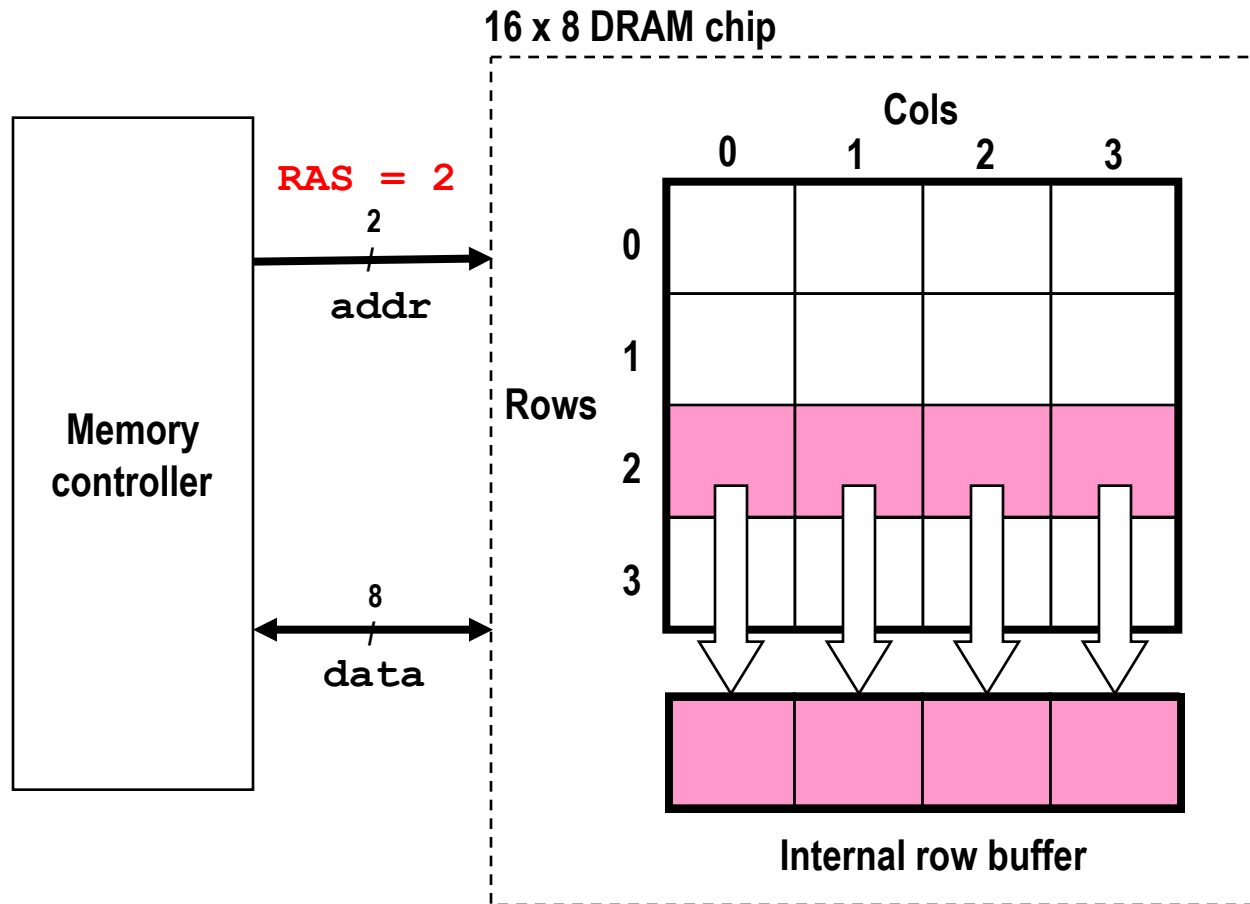 16 x 8 DRAM chip
Cols
0 1 2 3
RAS = 2
2
addr
0
1
Rows
2
3
Memory
controller
8
data
Internal row buffer